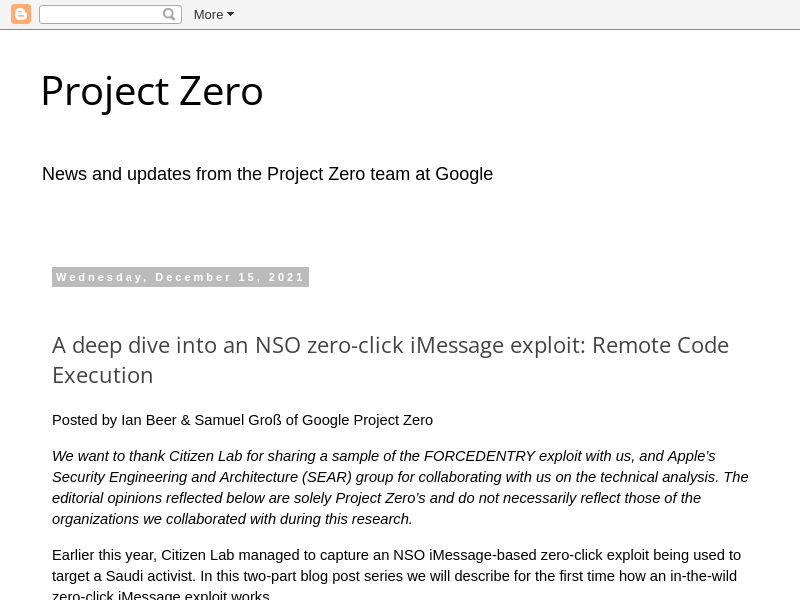 More
Project Zero
News and updates from the Project Zero team at Google
Wednesday, December 15, 2021
A deep dive into an NSO zero-click iMessage exploit: Remote Code
Execution
Posted by Ian Beer & Samuel Groß of Google Project Zero
We want to thank Citizen Lab for sharing a sample of the FORCEDENTRY exploit with us, and Apple’s
Security Engineering and Architecture (SEAR) group for collaborating with us on the technical analysis. The
editorial opinions reflected below are solely Project Zero’s and do not necessarily reflect those of the
organizations we collaborated with during this research.
Earlier this year, Citizen Lab managed to capture an NSO iMessage-based zero-click exploit being used to
target a Saudi activist. In this two-part blog post series we will describe for the first time how an in-the-wild
zero-click iMessage exploit works.